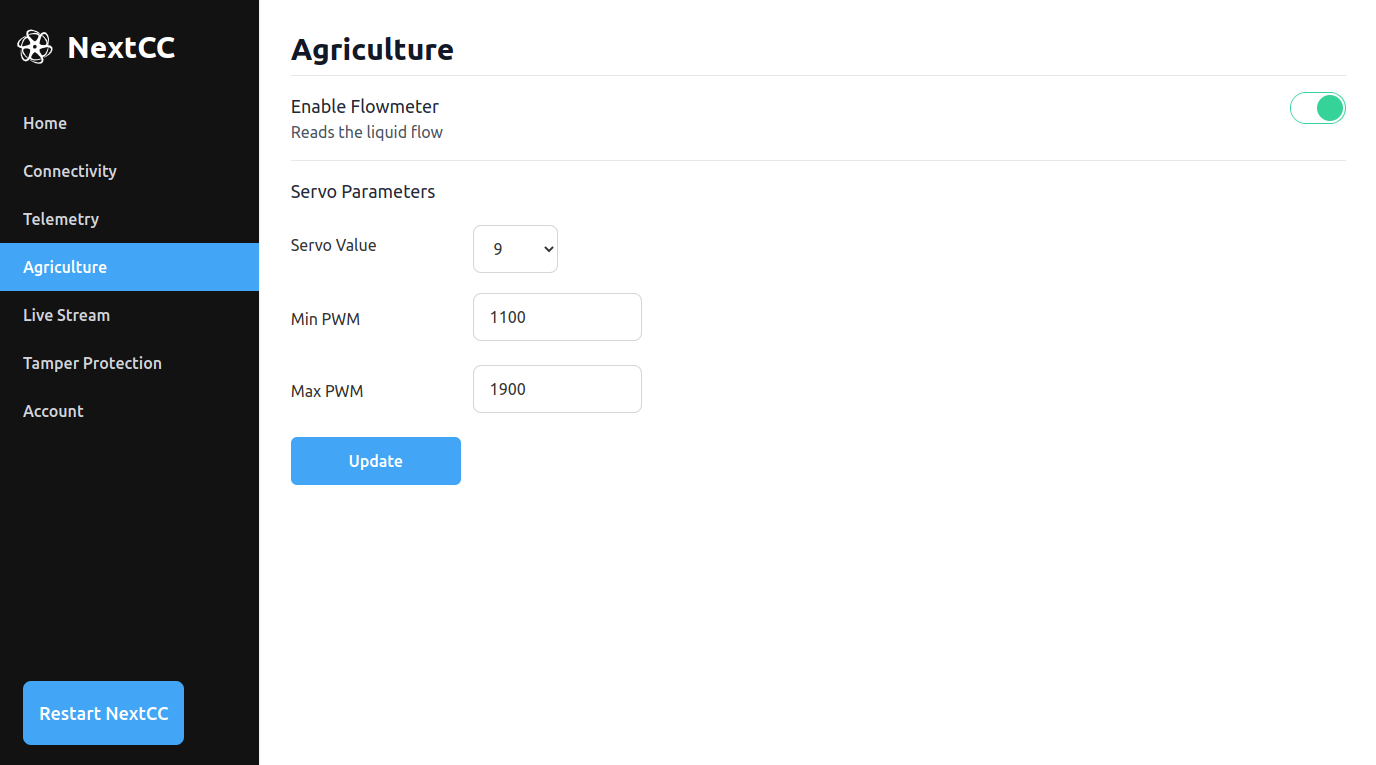 NextCC
Home
Connectivity
Telemetry
Agriculture
Live Stream
Tamper Protection
Account
Restart NextCC
Agriculture
Enable Flowmeter
Reads the liquid flow
Servo Parameters
Servo Value 9
Min PWM 1100
Max PWM 1900
Update